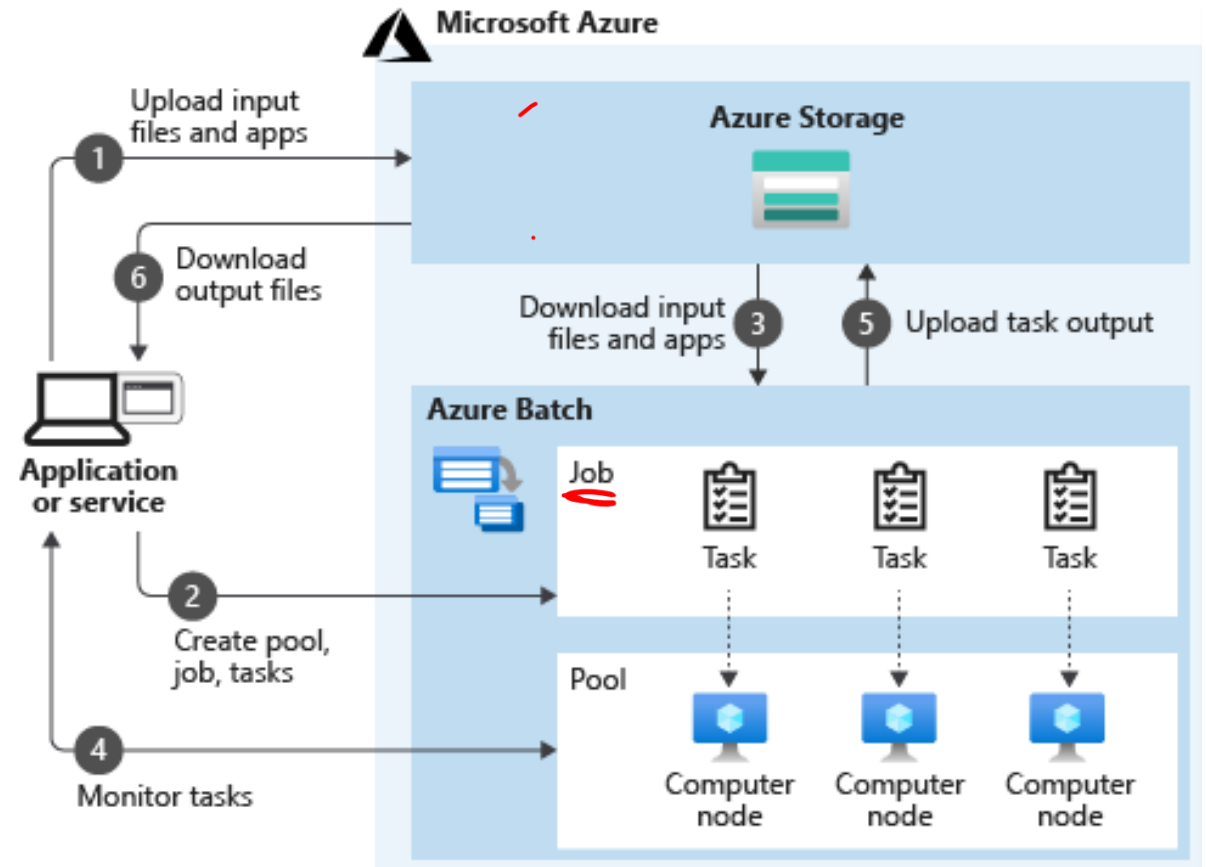 Microsoft Azure
Upload input
files and apps
1
Azure Storage
6
Download
output files
Download input
files and apps
3
5
Upload task output
Application
or service
Azure Batch
Job
Task
Task
Task
2
Create pool,
job, tasks
Pool
4
Monitor tasks
Computer
node
Computer
node
Computer
node